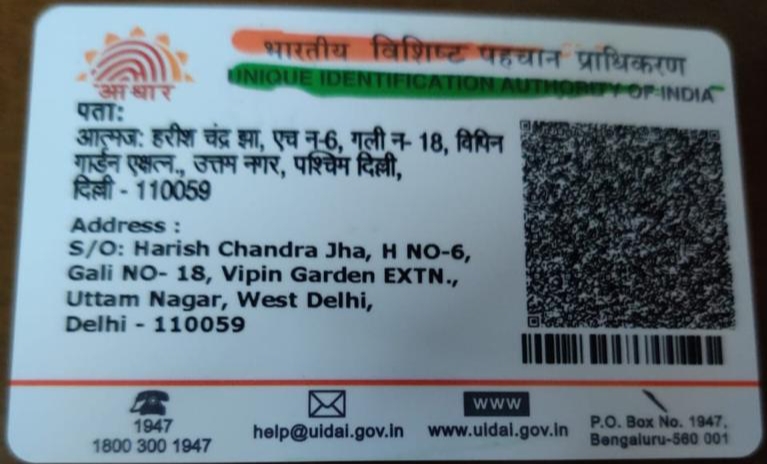 आधार
भारतीय विशिष्ट पहचान प्राधिकरण
UNIQUE IDENTIFICATION AUTHORITY OF INDIA
पता:
आत्मज: हरीश चंद्र झा, एच न-6, गली न- 18, विपिन
गार्डन एक्षत्न., उत्तम नगर, पश्चिम दिल्ली,
दिल्ली - 110059
Address :
S/O: Harish Chandra Jha, H NO-6,
Gali NO- 18, Vipin Garden EXTN.,
Uttam Nagar, West Delhi,
Delhi - 110059
1947
1800 300 1947
help@uidai.gov.in
www
www.uidai.gov.in
P.O. Box No. 1947,
Bengaluru-560 001